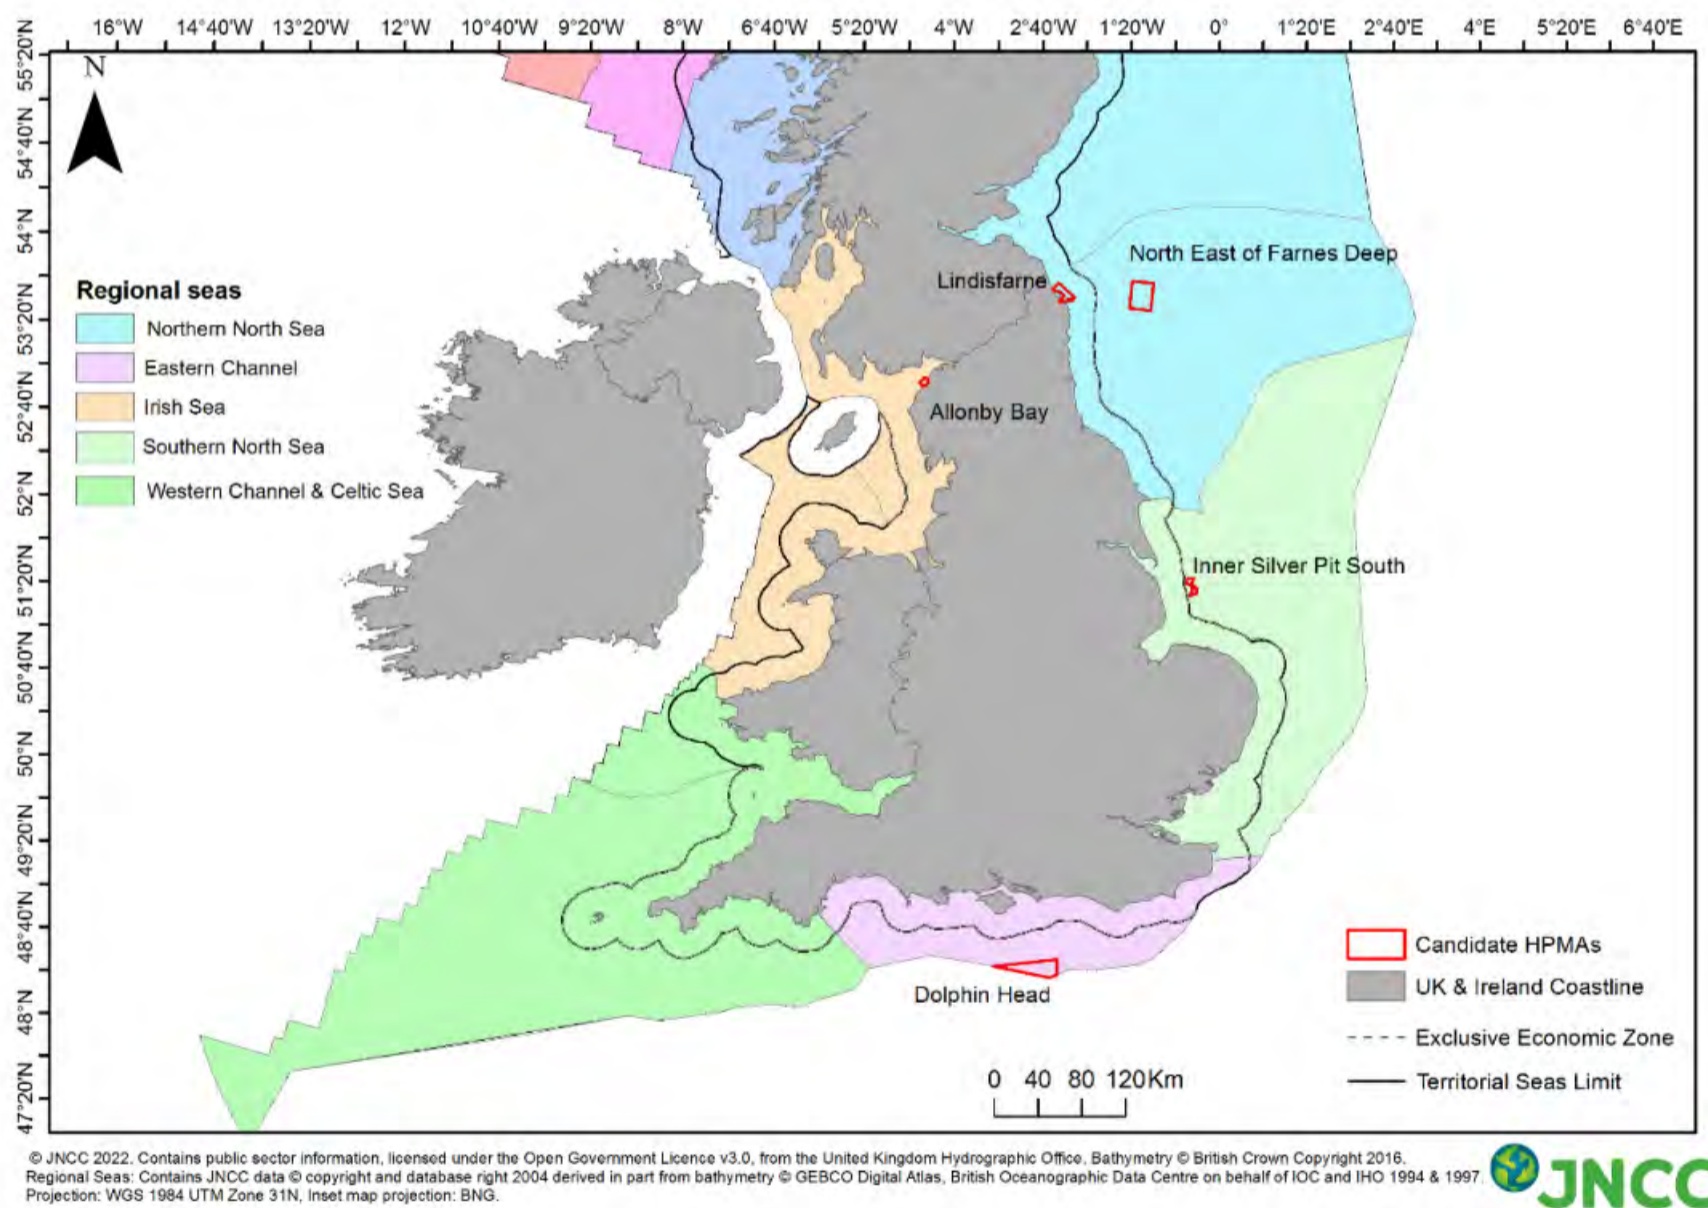 16°W 14°40'W 13°20'W 12°W 10°40'W 9°20'W 8°W 6°40'W 5°20'W 4°W 2°40'W 1°20'W 0° 1°20'E 2°40'E 4°E 5°20'E 6°40'E
55°20'N
54°40'N
54°N
53°20'N
52°40'N
52°N
51°20'N
50°40'N
50°N
49°20'N
48°40'N
48°N
47°20'N
N
North East of Farnes Deep
Lindisfarne
Regional seas
Northern North Sea
Eastern Channel
Irish Sea
Southern North Sea
Western Channel & Celtic Sea
Allonby Bay
Inner Silver Pit South
Dolphin Head
Candidate HPMAs
UK & Ireland Coastline
Exclusive Economic Zone
Territorial Seas Limit
0 40 80 120Km
© JNCC 2022. Contains public sector information, licensed under the Open Government Licence v3.0, from the United Kingdom Hydrographic Office, Bathymetry © British Crown Copyright 2016.
Regional Seas: Contains JNCC data © copyright and database right 2004 derived in part from bathymetry © GEBCO Digital Atlas, British Oceanographic Data Centre on behalf of IOC and IHO 1994 & 1997.
Projection: WGS 1984 UTM Zone 31N, Inset map projection: BNG.
JNCC